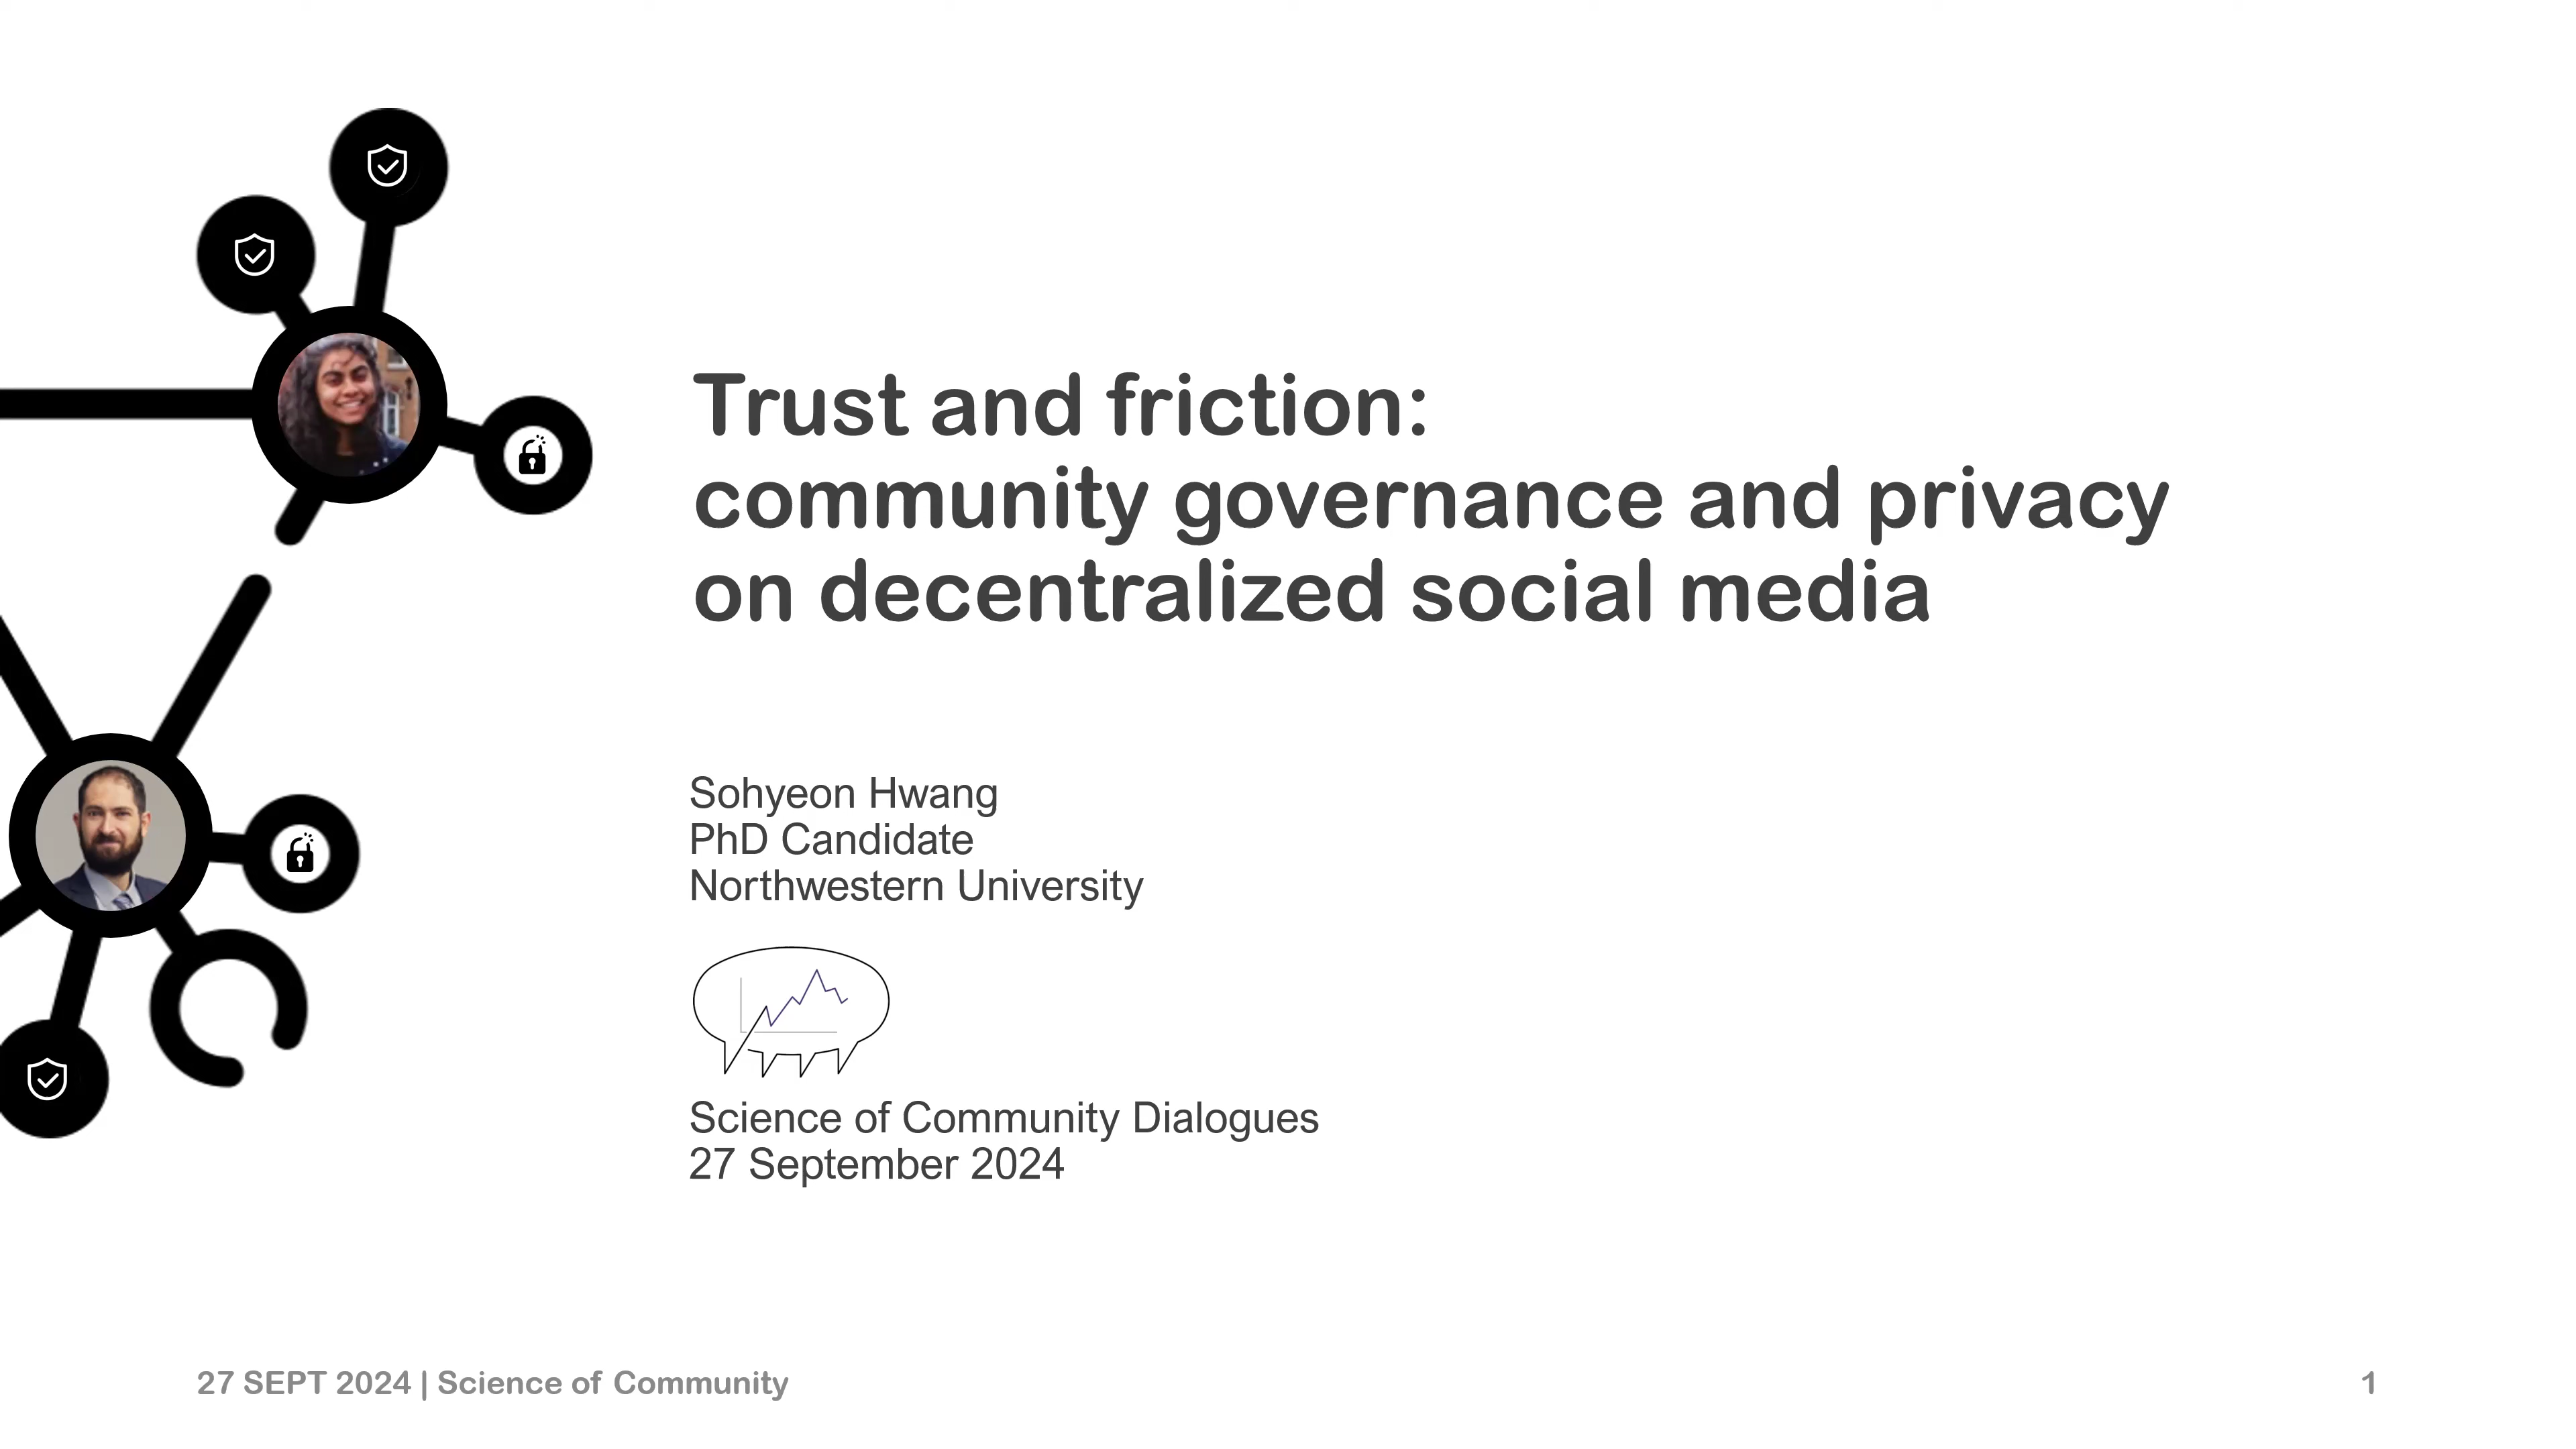 Trust and friction:
community governance and privacy
on decentralized social media
Sohyeon Hwang
PhD Candidate
Northwestern University
Science of Community Dialogues
27 September 2024
27 SEPT 2024 | Science of Community
1